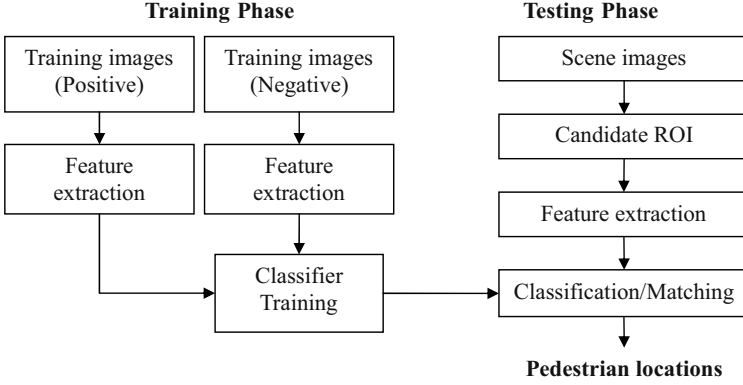 Training Phase
Testing Phase
Training images
(Positive)
Training images
(Negative)
Scene images
Candidate ROI
Feature
extraction
Feature
extraction
Feature extraction
Classifier
Training
Classification/Matching
Pedestrian locations